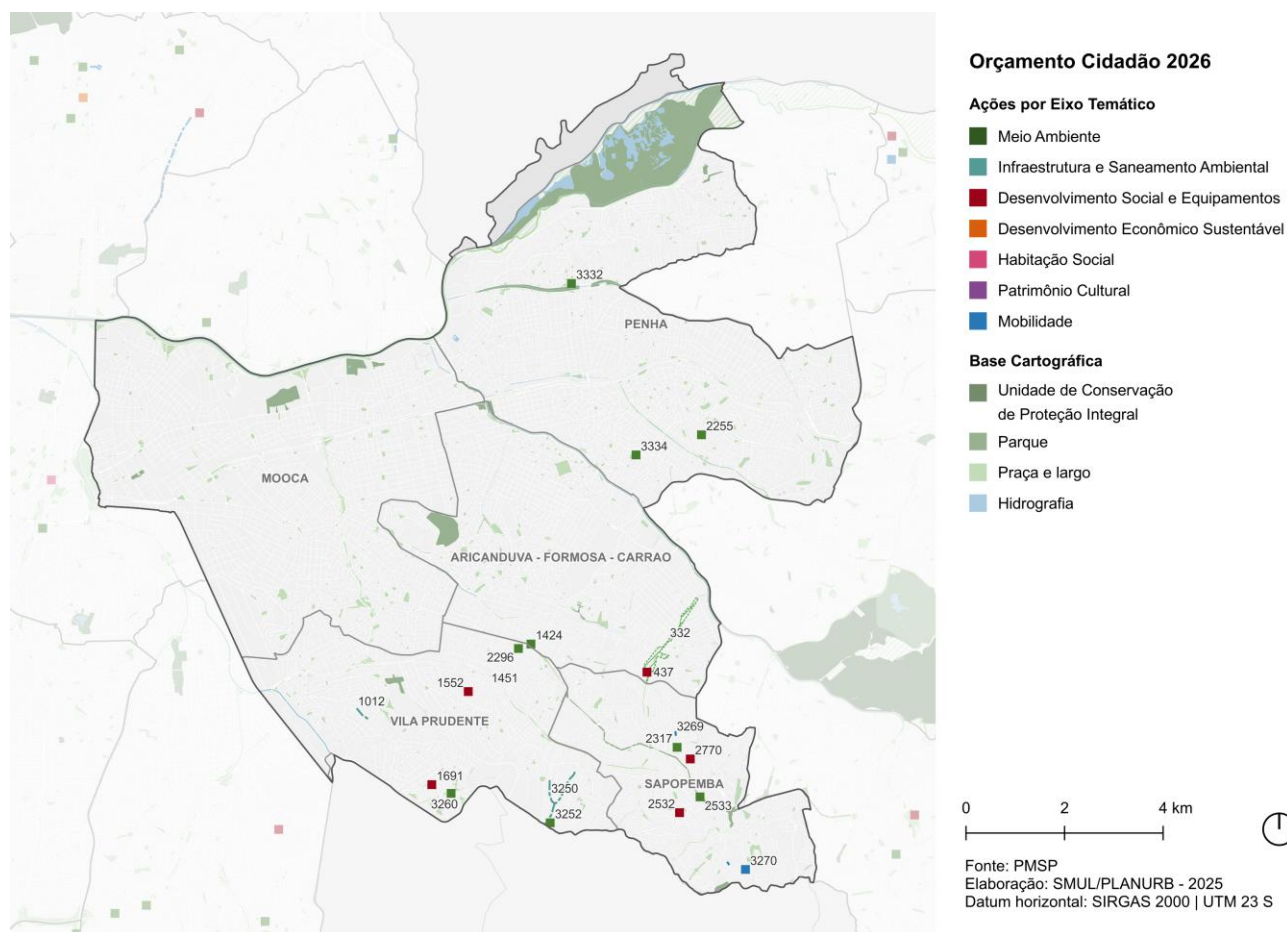 Orçamento Cidadão 2026
Ações por Eixo Temático
Meio Ambiente
Infraestrutura e Saneamento Ambiental
Desenvolvimento Social e Equipamentos
Desenvolvimento Econômico Sustentável
Habitação Social
Patrimônio Cultural
Mobilidade
Base Cartográfica
Unidade de Conservação
de Proteção Integral
Parque
Praça e largo
Hidrografia
3332
PENHA
2255
3334
MOOCA
ARICANDUVA - FORMOSA - CARRAO
332
1424
2296
437
1451
1552
1012
VILA PRUDENTE
3269
2317
2770
1691
SAPOPEMBA
3250
3260
2533
2532
3252
3270
0 2 4 km
Fonte: PMSP
Elaboração: SMUL/PLANURB - 2025
Datum horizontal: SIRGAS 2000 | UTM 23 S